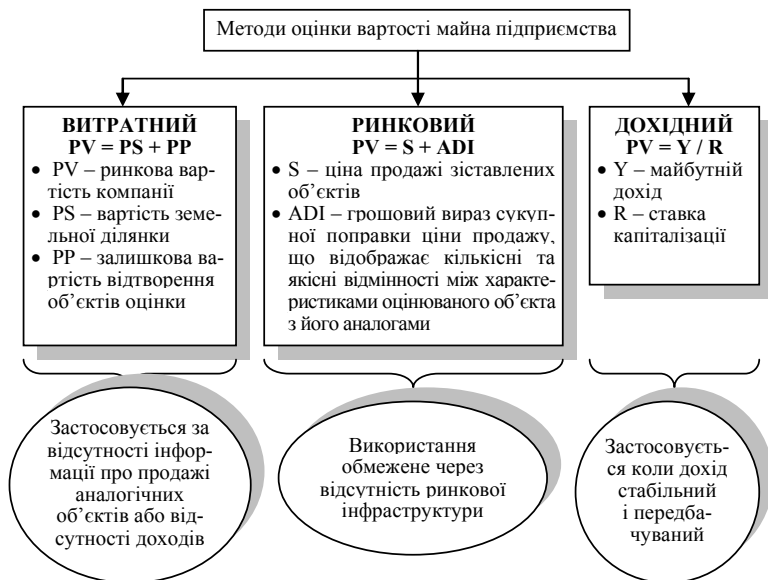 Методи оцінки вартості майна підприємства
ВИТРАТНИЙ
PV = PS + PP
• PV – ринкова вар-
тість компанії
• PS – вартість земе-
льної ділянки
• PP – залишкова ва-
ртість відтворення
об’єктів оцінки
РИНКОВИЙ
PV = S + ADI
• S – ціна продажі зіставлених
об’єктів
• ADI – грошовий вираз сукуп-
ної поправки ціни продажу,
що відображає кількісні та
якісні відмінності між характе-
ристиками оцінюваного об’єкта
з його аналогами
ДОХІДНИЙ
PV = Y / R
• Y – майбутній
дохід
• R – ставка
капіталізації
Застосовується за
відсутності інфор-
мації про продажі
аналогічних
об’єктів або від-
сутності доходів
Використання
обмежене через
відсутність ринкової
інфраструктури
Застосовуєть-
ся коли дохід
стабільний
і передба-
чуваний